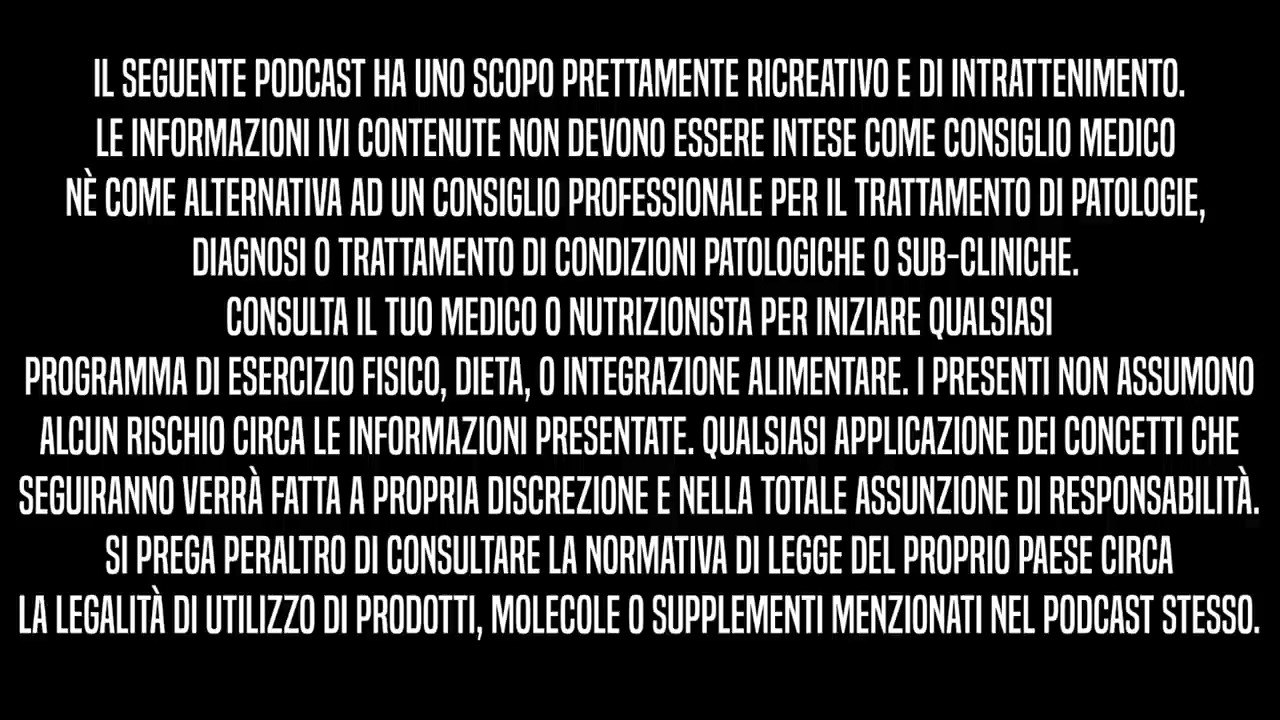 IL SEGUENTE PODCAST HA UNO SCOPO PRETTAMENTE RICREATIVO E DI INTRATTENIMENTO.
LE INFORMAZIONI IVI CONTENUTE NON DEVONO ESSERE INTESE COME CONSIGLIO MEDICO
NÈ COME ALTERNATIVA AD UN CONSIGLIO PROFESSIONALE PER IL TRATTAMENTO DI PATOLOGIE,
DIAGNOSI O TRATTAMENTO DI CONDIZIONI PATOLOGICHE O SUB-CLINICHE.
CONSULTA IL TUO MEDICO O NUTRIZIONISTA PER INIZIARE QUALSIASI
PROGRAMMA DI ESERCIZIO FISICO, DIETA, O INTEGRAZIONE ALIMENTARE. I PRESENTI NON ASSUMONO
ALCUN RISCHIO CIRCA LE INFORMAZIONI PRESENTATE. QUALSIASI APPLICAZIONE DEI CONCETTI CHE
SEGUIRANNO VERRÀ FATTA A PROPRIA DISCREZIONE E NELLA TOTALE ASSUNZIONE DI RESPONSABILITÀ.
SI PREGA PERALTRO DI CONSULTARE LA NORMATIVA DI LEGGE DEL PROPRIO PAESE CIRCA
LA LEGALITÀ DI UTILIZZO DI PRODOTTI, MOLECOLE O SUPPLEMENTI MENZIONATI NEL PODCAST STESSO.